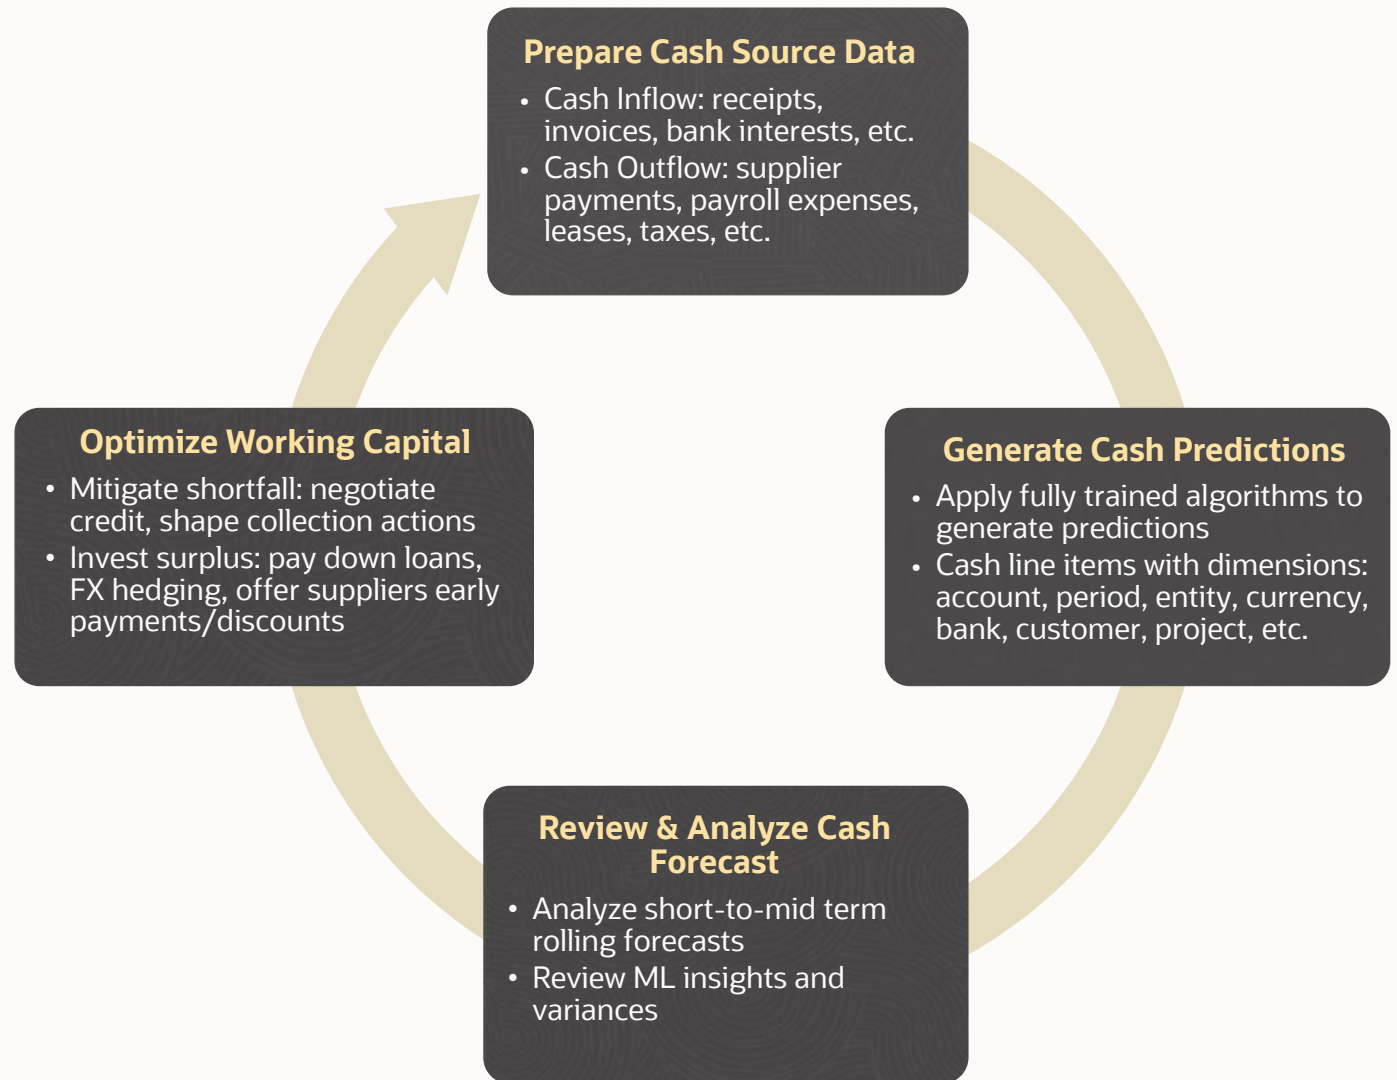 Prepare Cash Source Data
• Cash Inflow: receipts,
invoices, bank interests, etc.
• Cash Outflow: supplier
payments, payroll expenses,
leases, taxes, etc.
Generate Cash Predictions
• Apply fully trained algorithms to
generate predictions
• Cash line items with dimensions:
account, period, entity, currency,
bank, customer, project, etc.
Review & Analyze Cash
Forecast
• Analyze short-to-mid term
rolling forecasts
• Review ML insights and
variances
Optimize Working Capital
• Mitigate shortfall: negotiate
credit, shape collection actions
• Invest surplus: pay down loans,
FX hedging, offer suppliers early
payments/discounts